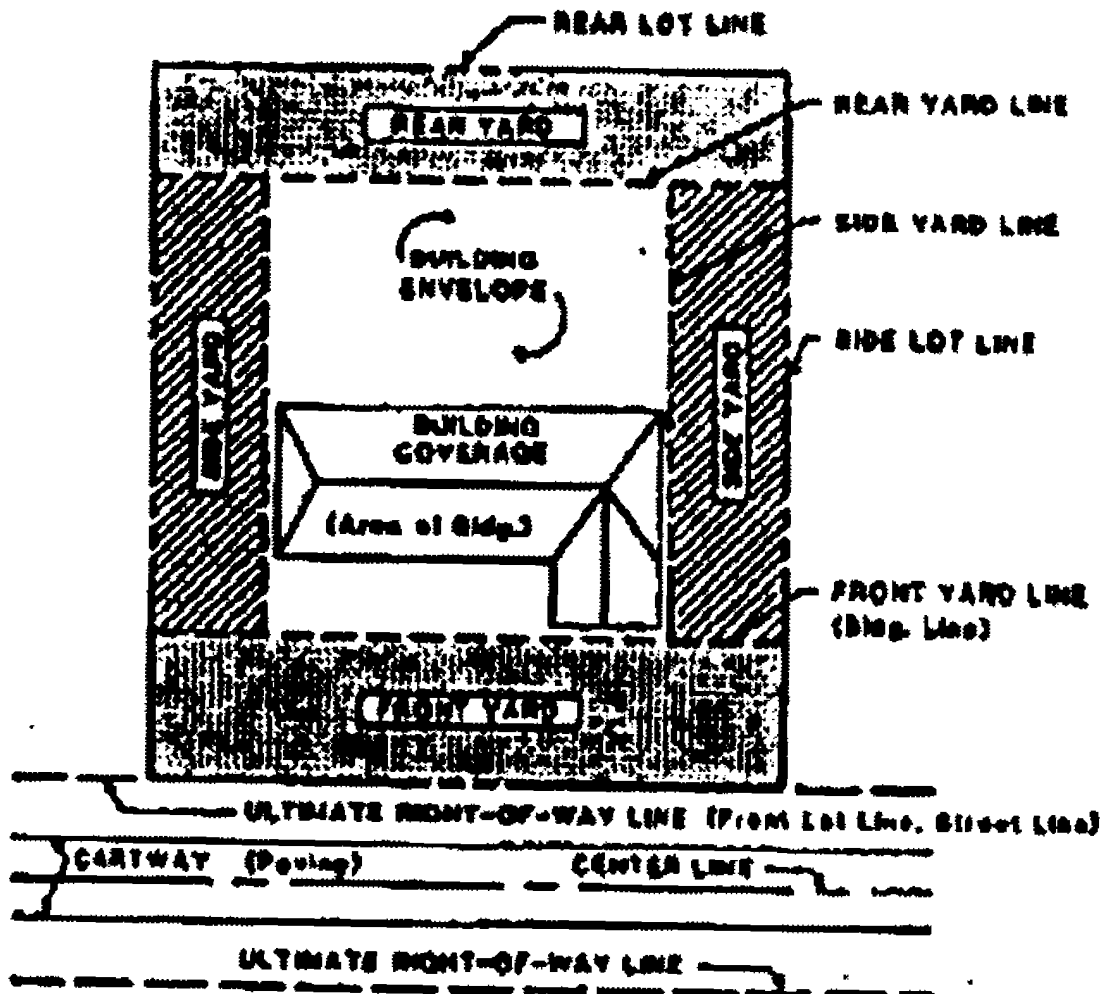 REAR LOT LINE
REAR YARD
REAR YARD LINE
SIDE YARD LINE
BUILDING
ENVELOPE
SIDE YARD
SIDE YARD
SIDE LOT LINE
BUILDING
COVERAGE
(Area of Bldg.)
FRONT YARD LINE
(Bldg. Line)
FRONT YARD
ULTIMATE RIGHT-OF-WAY LINE (Front Lot Line, Street Line)
CARTWAY (Paving)
CENTER LINE
ULTIMATE RIGHT-OF-WAY LINE